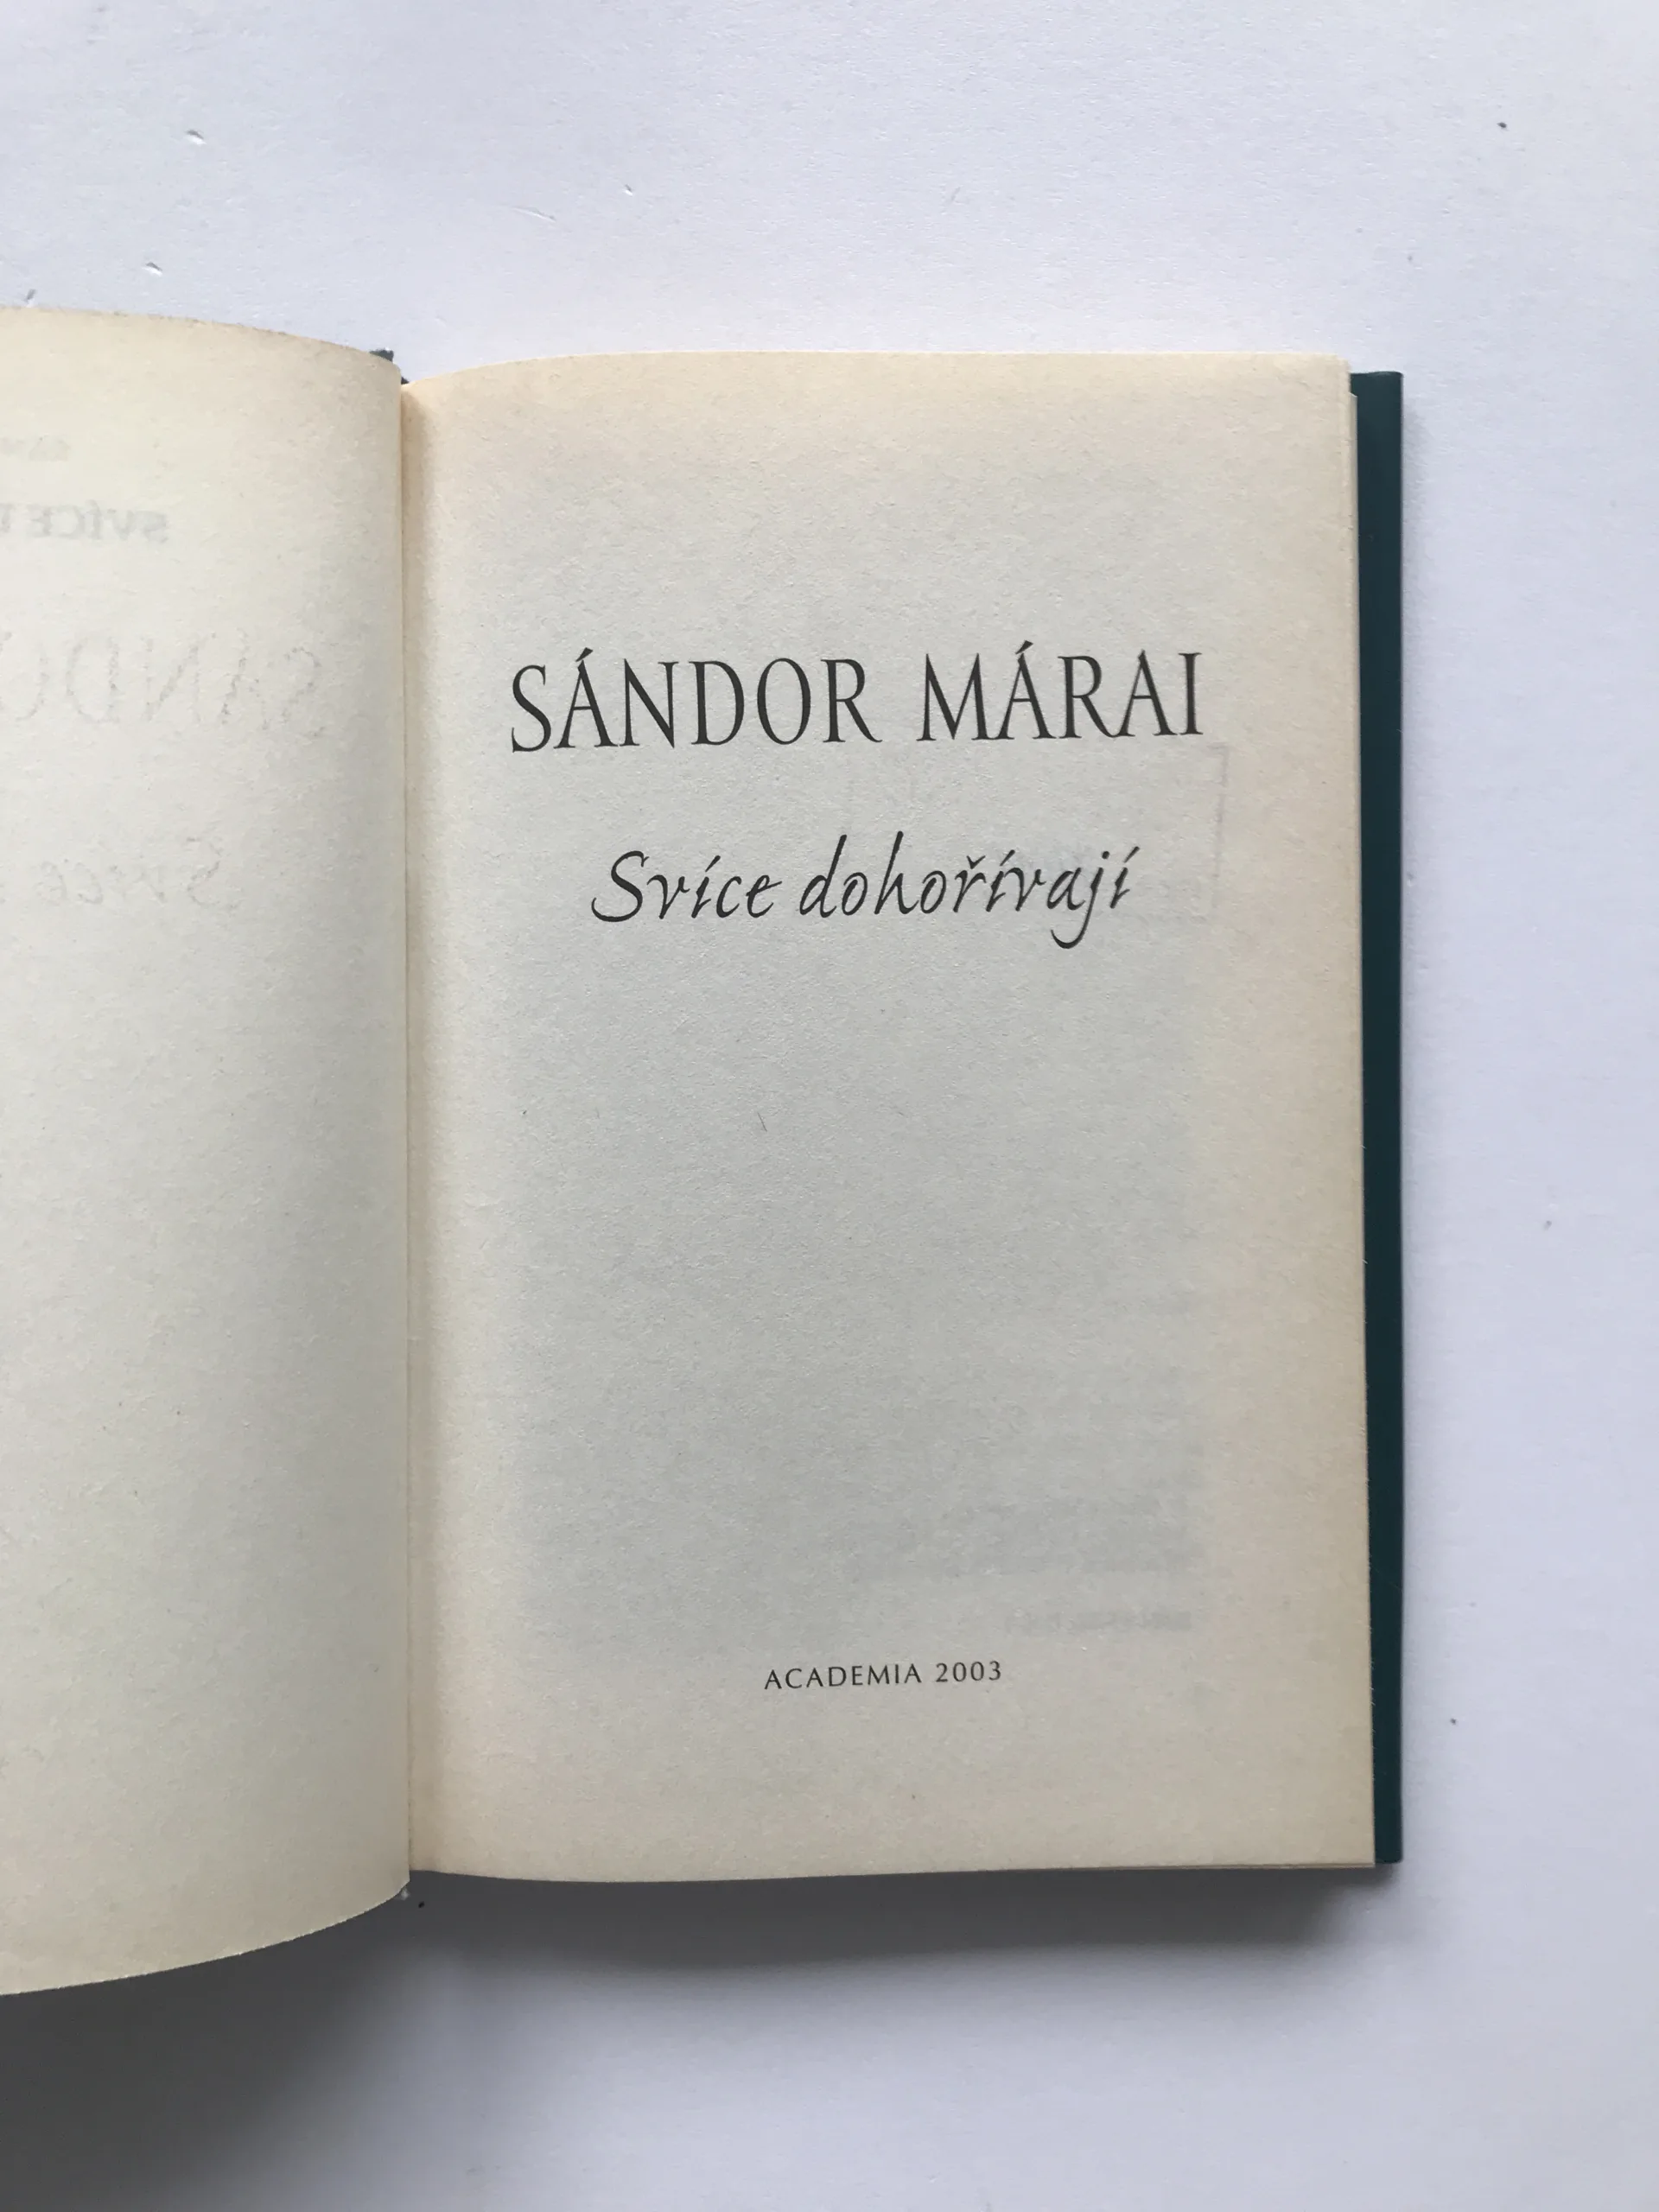 SÁNDOR MÁRAI
Svíce dohořívají
ACADEMIA 2003